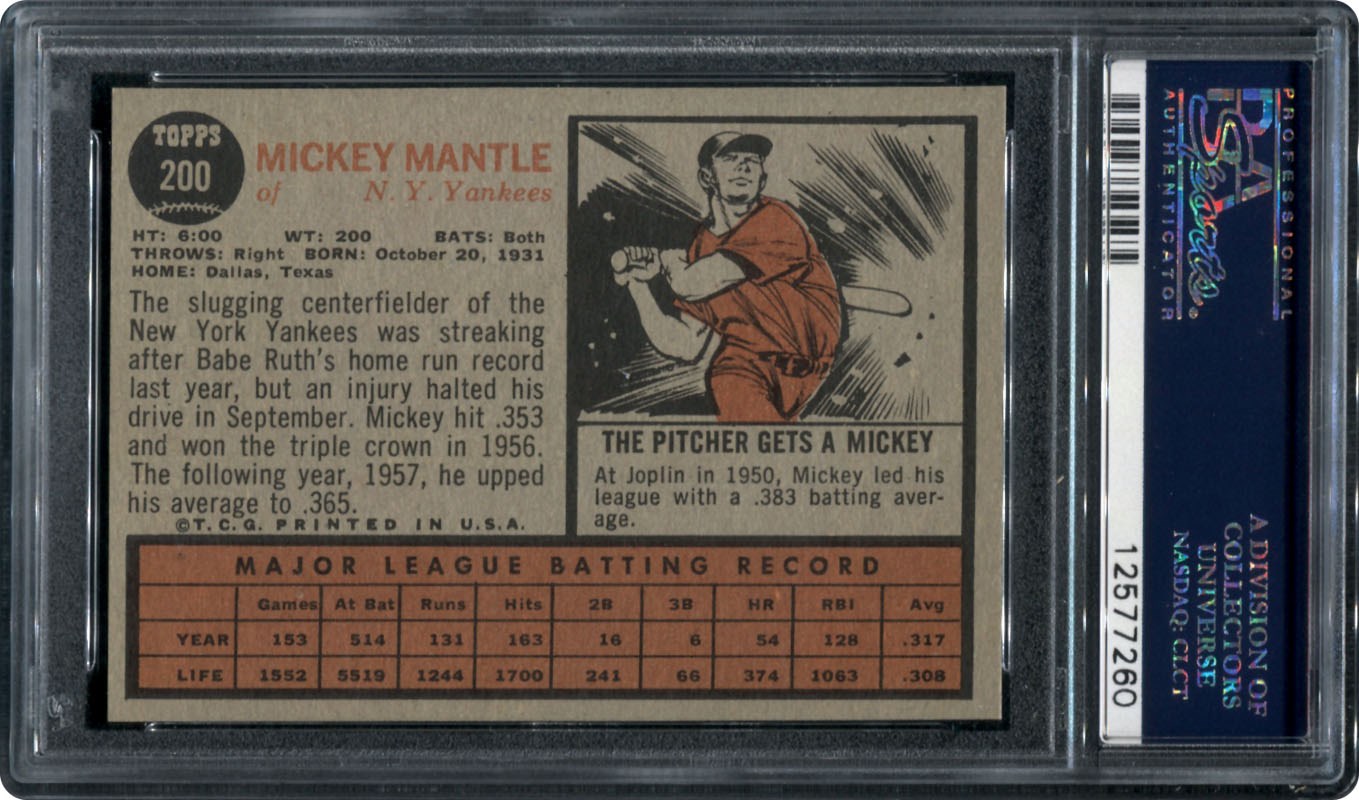 TOPPS
200
MICKEY MANTLE
of N. Y. Yankees
HT: 6:00 WT: 200 BATS: Both
THROWS: Right BORN: October 20, 1931
HOME: Dallas, Texas
The slugging centerfielder of the
New York Yankees was streaking
after Babe Ruth's home run record
last year, but an injury halted his
drive in September. Mickey hit .353
and won the triple crown in 1956.
The following year, 1957, he upped
his average to .365.
©T.C.G. PRINTED IN U.S.A.
THE PITCHER GETS A MICKEY
At Joplin in 1950, Mickey led his
league with a .383 batting aver-
age.
MAJOR LEAGUE BATTING RECORD
Games At Bat Runs Hits 2B 3B HR RBI Avg
YEAR 153 514 131 163 16 6 54 128 .317
LIFE 1552 5519 1244 1700 241 66 374 1063 .308
PROFESSIONAL
PSA
Sports®
AUTHENTICATOR
A DIVISION OF
COLLECTORS
UNIVERSE
NASDAQ: CLCT
12577260